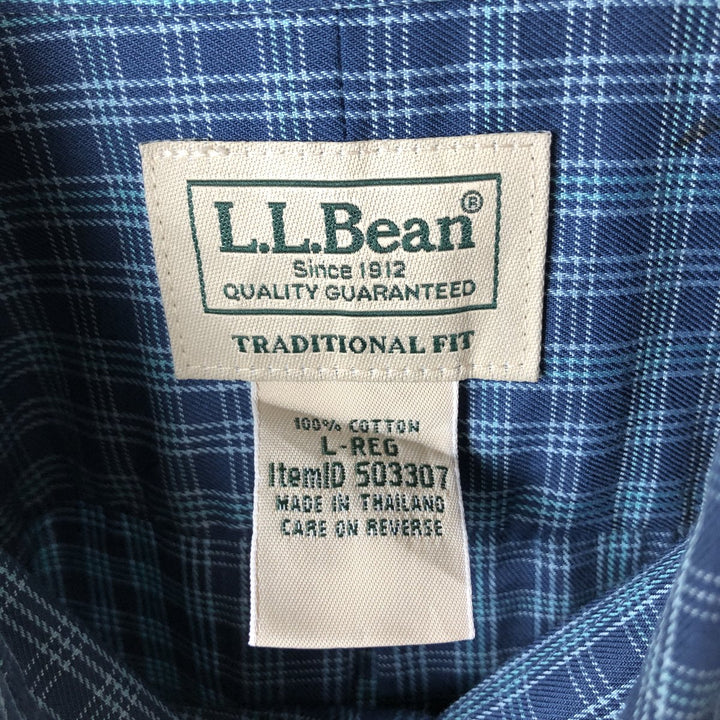 L.L.Bean®
Since 1912
QUALITY GUARANTEED
TRADITIONAL FIT
100% COTTON
L-REG
ItemID 503307
MADE IN THAILAND
CARE ON REVERSE